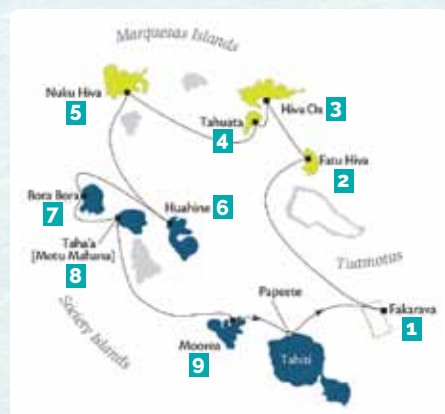 Marquesas Islands
Nuku Hiva
5
3
Hiva Oa
Tahuata
4
Fatu Hiva
2
Bora Bora
7
Huahine
6
Taha'a
[Motu Mahana]
8
Tuamotus
Society Islands
Papeete
Fakarava
1
Moorea
9
Tahiti